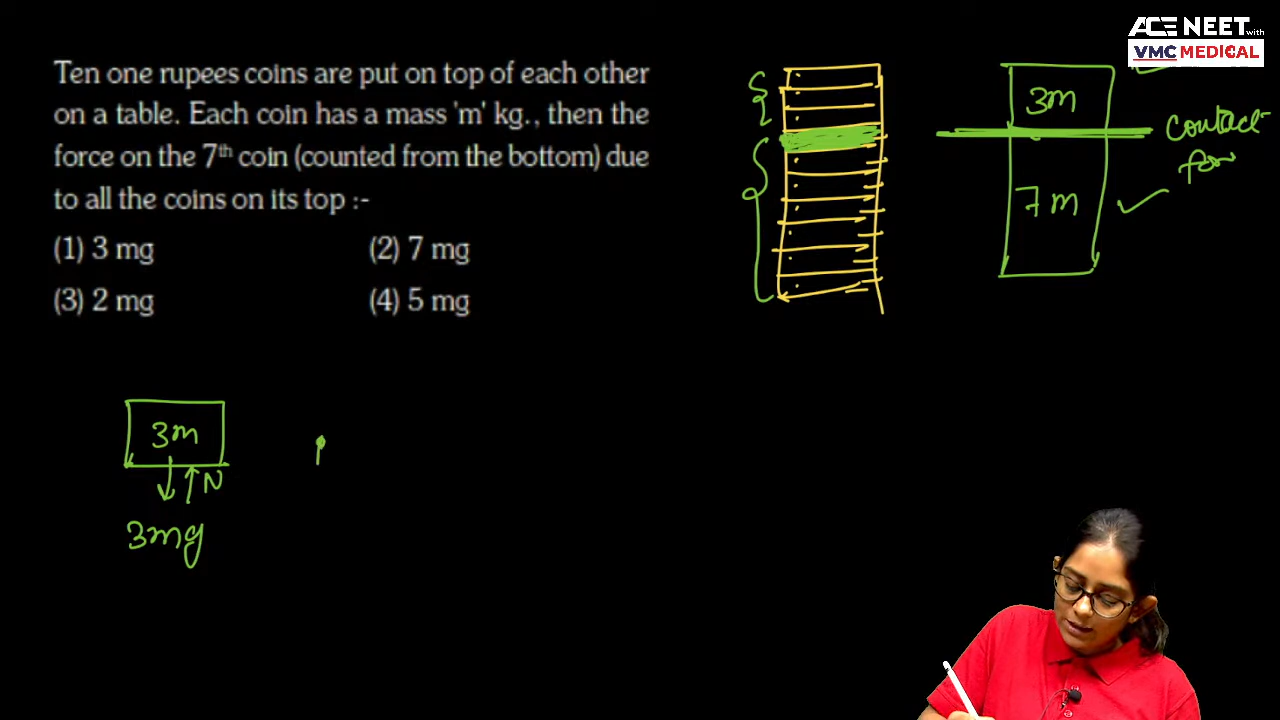 ACE NEET with
VMC MEDICAL
Ten one rupees coins are put on top of each other
on a table. Each coin has a mass 'm' kg., then the
force on the 7th coin (counted from the bottom) due
to all the coins on its top :-
(1) 3 mg
(2) 7 mg
(3) 2 mg
(4) 5 mg
3m
contact
7m
3m
N
3mg